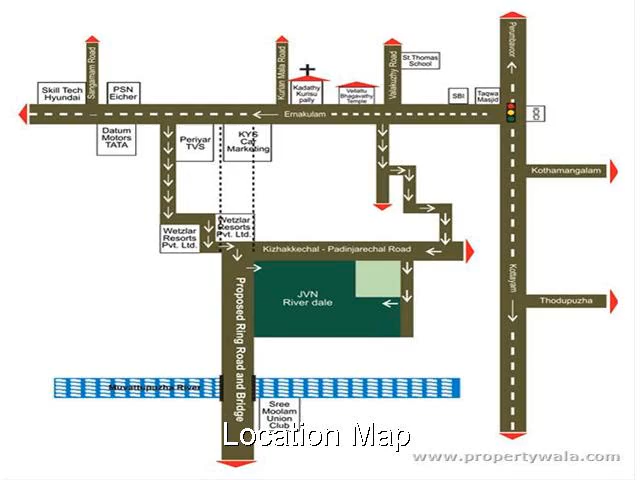 Perumbavoor
Sangamam Road
Kurian Mala Road
Valakuzhy Road
St.Thomas
School
Skill Tech
Hyundai
PSN
Eicher
Kadathy
Kurisu
pally
Vellattu
Bhagavathy
Temple
SBI
Taqwa
Masjid
Ernakulam
IOCI
Datum
Motors
TATA
Periyar
TVS
KYS
Car
Marketing
Kothamangalam
Wetzlar
Resorts
Pvt. Ltd.
Wetzlar
Resorts
Pvt. Ltd.
Kizhakkechal - Padinjarechal Road
Kottayam
JVN
River dale
Proposed Ring Road and Bridge
Thodupuzha
Muvattupuzha River
Sree
Moolam
Union
Club
Location Map
www.propertywala.com